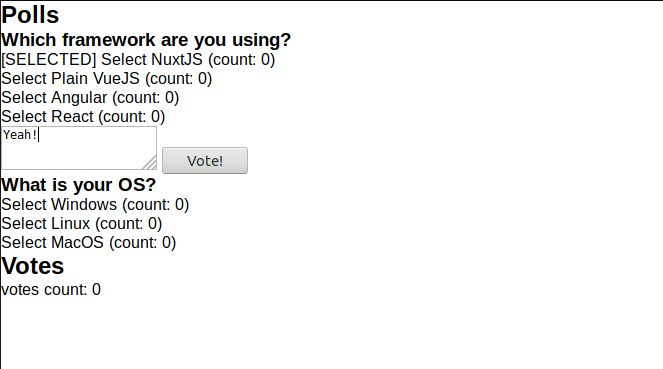 Polls
Which framework are you using?
[SELECTED] Select NuxtJS (count: 0)
Select Plain VueJS (count: 0)
Select Angular (count: 0)
Select React (count: 0)
Yeah!
Vote!
What is your OS?
Select Windows (count: 0)
Select Linux (count: 0)
Select MacOS (count: 0)
Votes
votes count: 0